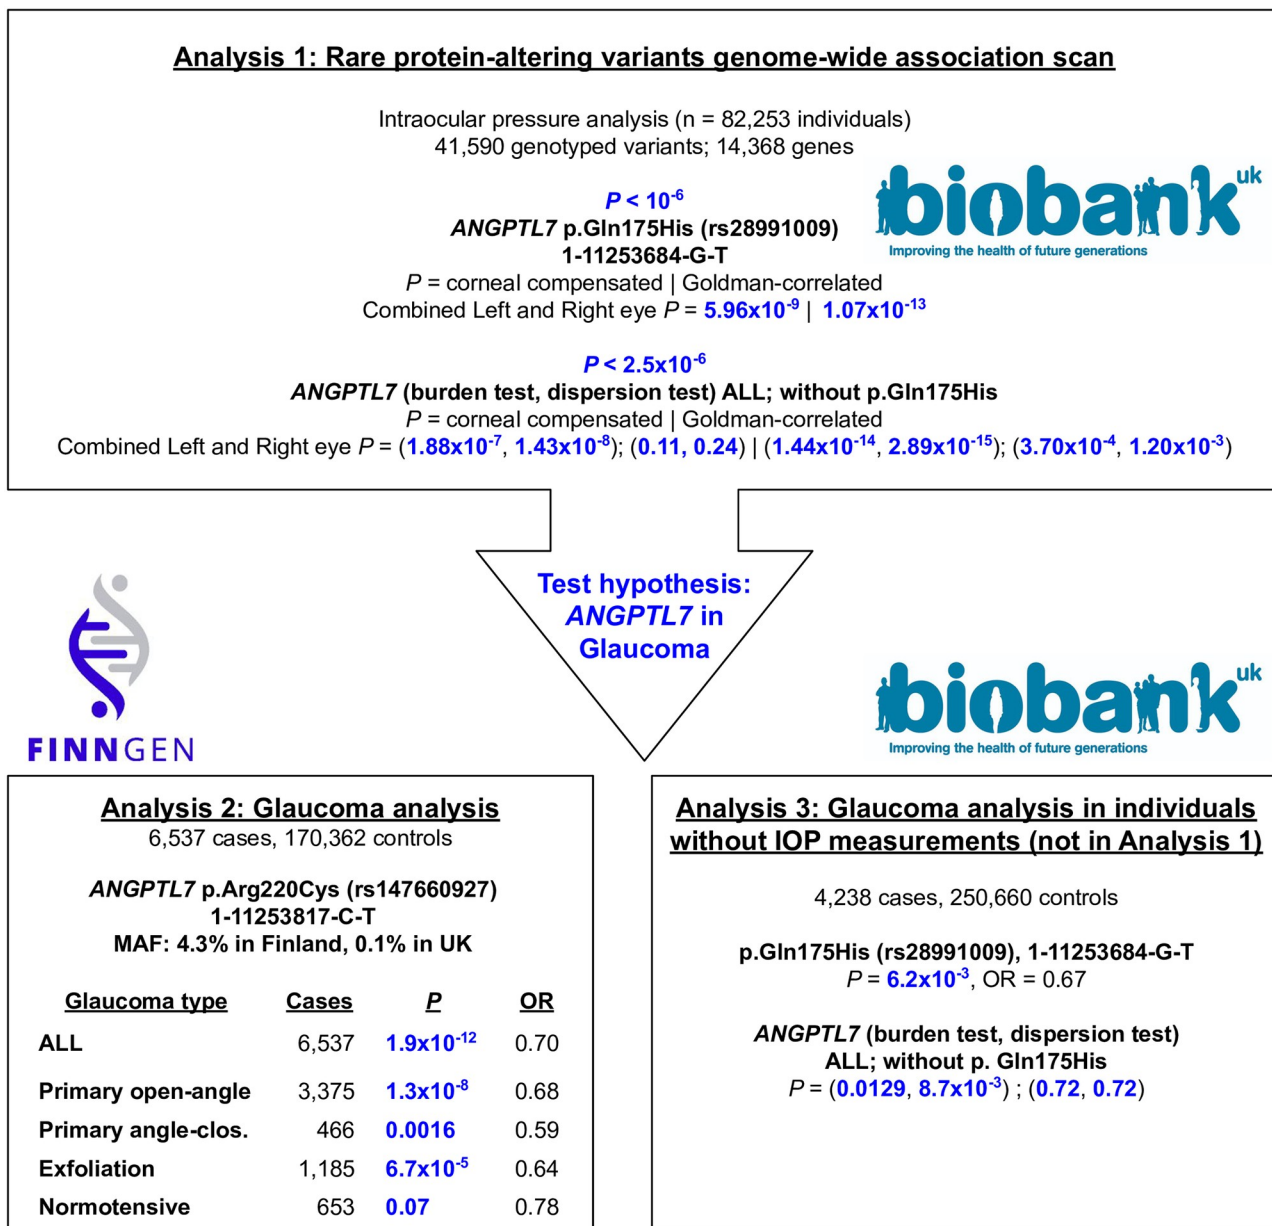 Analysis 1: Rare protein-altering variants genome-wide association scan
Intraocular pressure analysis (n = 82,253 individuals)
41,590 genotyped variants; 14,368 genes
P < 10⁻⁶
ANGPTL7 p.Gln175His (rs28991009)
1-11253684-G-T
P = corneal compensated | Goldman-correlated
Combined Left and Right eye P = 5.96x10⁻⁹ | 1.07x10⁻¹³
biobank uk
Improving the health of future generations
P < 2.5x10⁻⁶
ANGPTL7 (burden test, dispersion test) ALL; without p.Gln175His
P = corneal compensated | Goldman-correlated
Combined Left and Right eye P = (1.88x10⁻⁷, 1.43x10⁻⁸); (0.11, 0.24) | (1.44x10⁻¹⁴, 2.89x10⁻¹⁵); (3.70x10⁻⁴, 1.20x10⁻³)
Test hypothesis:
ANGPTL7 in
Glaucoma
FINNGEN
biobank uk
Improving the health of future generations
Analysis 2: Glaucoma analysis
6,537 cases, 170,362 controls
ANGPTL7 p.Arg220Cys (rs147660927)
1-11253817-C-T
MAF: 4.3% in Finland, 0.1% in UK
Glaucoma type Cases P OR
ALL 6,537 1.9x10⁻¹² 0.70
Primary open-angle 3,375 1.3x10⁻⁸ 0.68
Primary angle-clos. 466 0.0016 0.59
Exfoliation 1,185 6.7x10⁻⁵ 0.64
Normotensive 653 0.07 0.78
Analysis 3: Glaucoma analysis in individuals
without IOP measurements (not in Analysis 1)
4,238 cases, 250,660 controls
p.Gln175His (rs28991009), 1-11253684-G-T
P = 6.2x10⁻³, OR = 0.67
ANGPTL7 (burden test, dispersion test)
ALL; without p. Gln175His
P = (0.0129, 8.7x10⁻³) ; (0.72, 0.72)